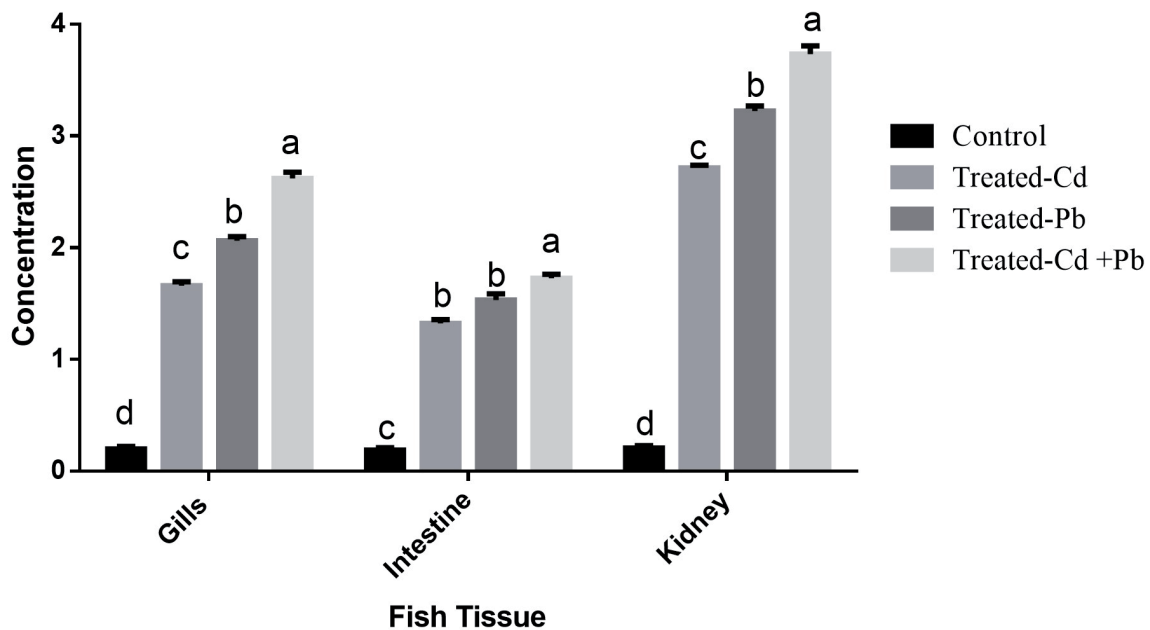 Concentration
4
3
2
1
0
d
c
b
a
c
b
b
a
d
c
b
a
Gills
Intestine
Kidney
Fish Tissue
Control
Treated-Cd
Treated-Pb
Treated-Cd +Pb